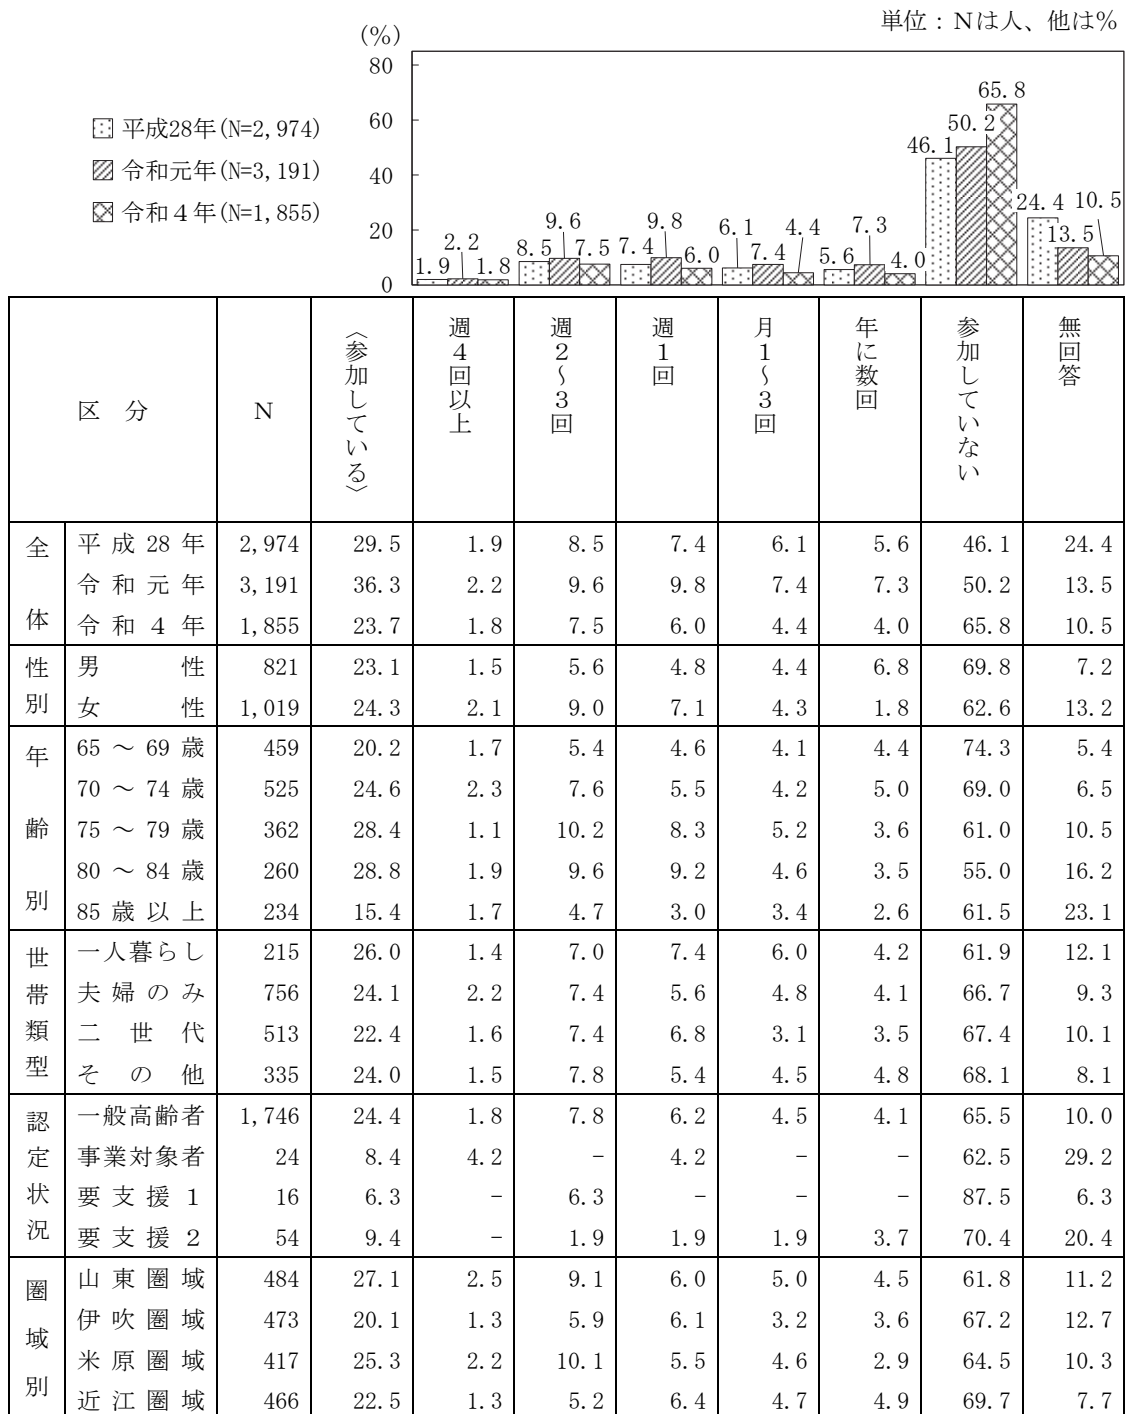 単位：Nは人、他は％
(%)
80
60
40
20
0
平成28年(N=2,974)
令和元年(N=3,191)
令和４年(N=1,855)
1.9 2.2 1.8 8.5 9.6 7.5 7.4 9.8 6.0 6.1 7.4 4.4 5.6 7.3 4.0 46.1 50.2 65.8 24.4 13.5 10.5
区　分 N 〈参加している〉 週４回以上 週２～３回 週１回 月１～３回 年に数回 参加していない 無回答
全体
平成28年 2,974 29.5 1.9 8.5 7.4 6.1 5.6 46.1 24.4
令和元年 3,191 36.3 2.2 9.6 9.8 7.4 7.3 50.2 13.5
令和４年 1,855 23.7 1.8 7.5 6.0 4.4 4.0 65.8 10.5
性別
男性 821 23.1 1.5 5.6 4.8 4.4 6.8 69.8 7.2
女性 1,019 24.3 2.1 9.0 7.1 4.3 1.8 62.6 13.2
年齢別
65～69歳 459 20.2 1.7 5.4 4.6 4.1 4.4 74.3 5.4
70～74歳 525 24.6 2.3 7.6 5.5 4.2 5.0 69.0 6.5
75～79歳 362 28.4 1.1 10.2 8.3 5.2 3.6 61.0 10.5
80～84歳 260 28.8 1.9 9.6 9.2 4.6 3.5 55.0 16.2
85歳以上 234 15.4 1.7 4.7 3.0 3.4 2.6 61.5 23.1
世帯類型
一人暮らし 215 26.0 1.4 7.0 7.4 6.0 4.2 61.9 12.1
夫婦のみ 756 24.1 2.2 7.4 5.6 4.8 4.1 66.7 9.3
二世代 513 22.4 1.6 7.4 6.8 3.1 3.5 67.4 10.1
その他 335 24.0 1.5 7.8 5.4 4.5 4.8 68.1 8.1
認定状況
一般高齢者 1,746 24.4 1.8 7.8 6.2 4.5 4.1 65.5 10.0
事業対象者 24 8.4 4.2 － 4.2 － － 62.5 29.2
要支援１ 16 6.3 － 6.3 － － － 87.5 6.3
要支援２ 54 9.4 － 1.9 1.9 1.9 3.7 70.4 20.4
圏域別
山東圏域 484 27.1 2.5 9.1 6.0 5.0 4.5 61.8 11.2
伊吹圏域 473 20.1 1.3 5.9 6.1 3.2 3.6 67.2 12.7
米原圏域 417 25.3 2.2 10.1 5.5 4.6 2.9 64.5 10.3
近江圏域 466 22.5 1.3 5.2 6.4 4.7 4.9 69.7 7.7